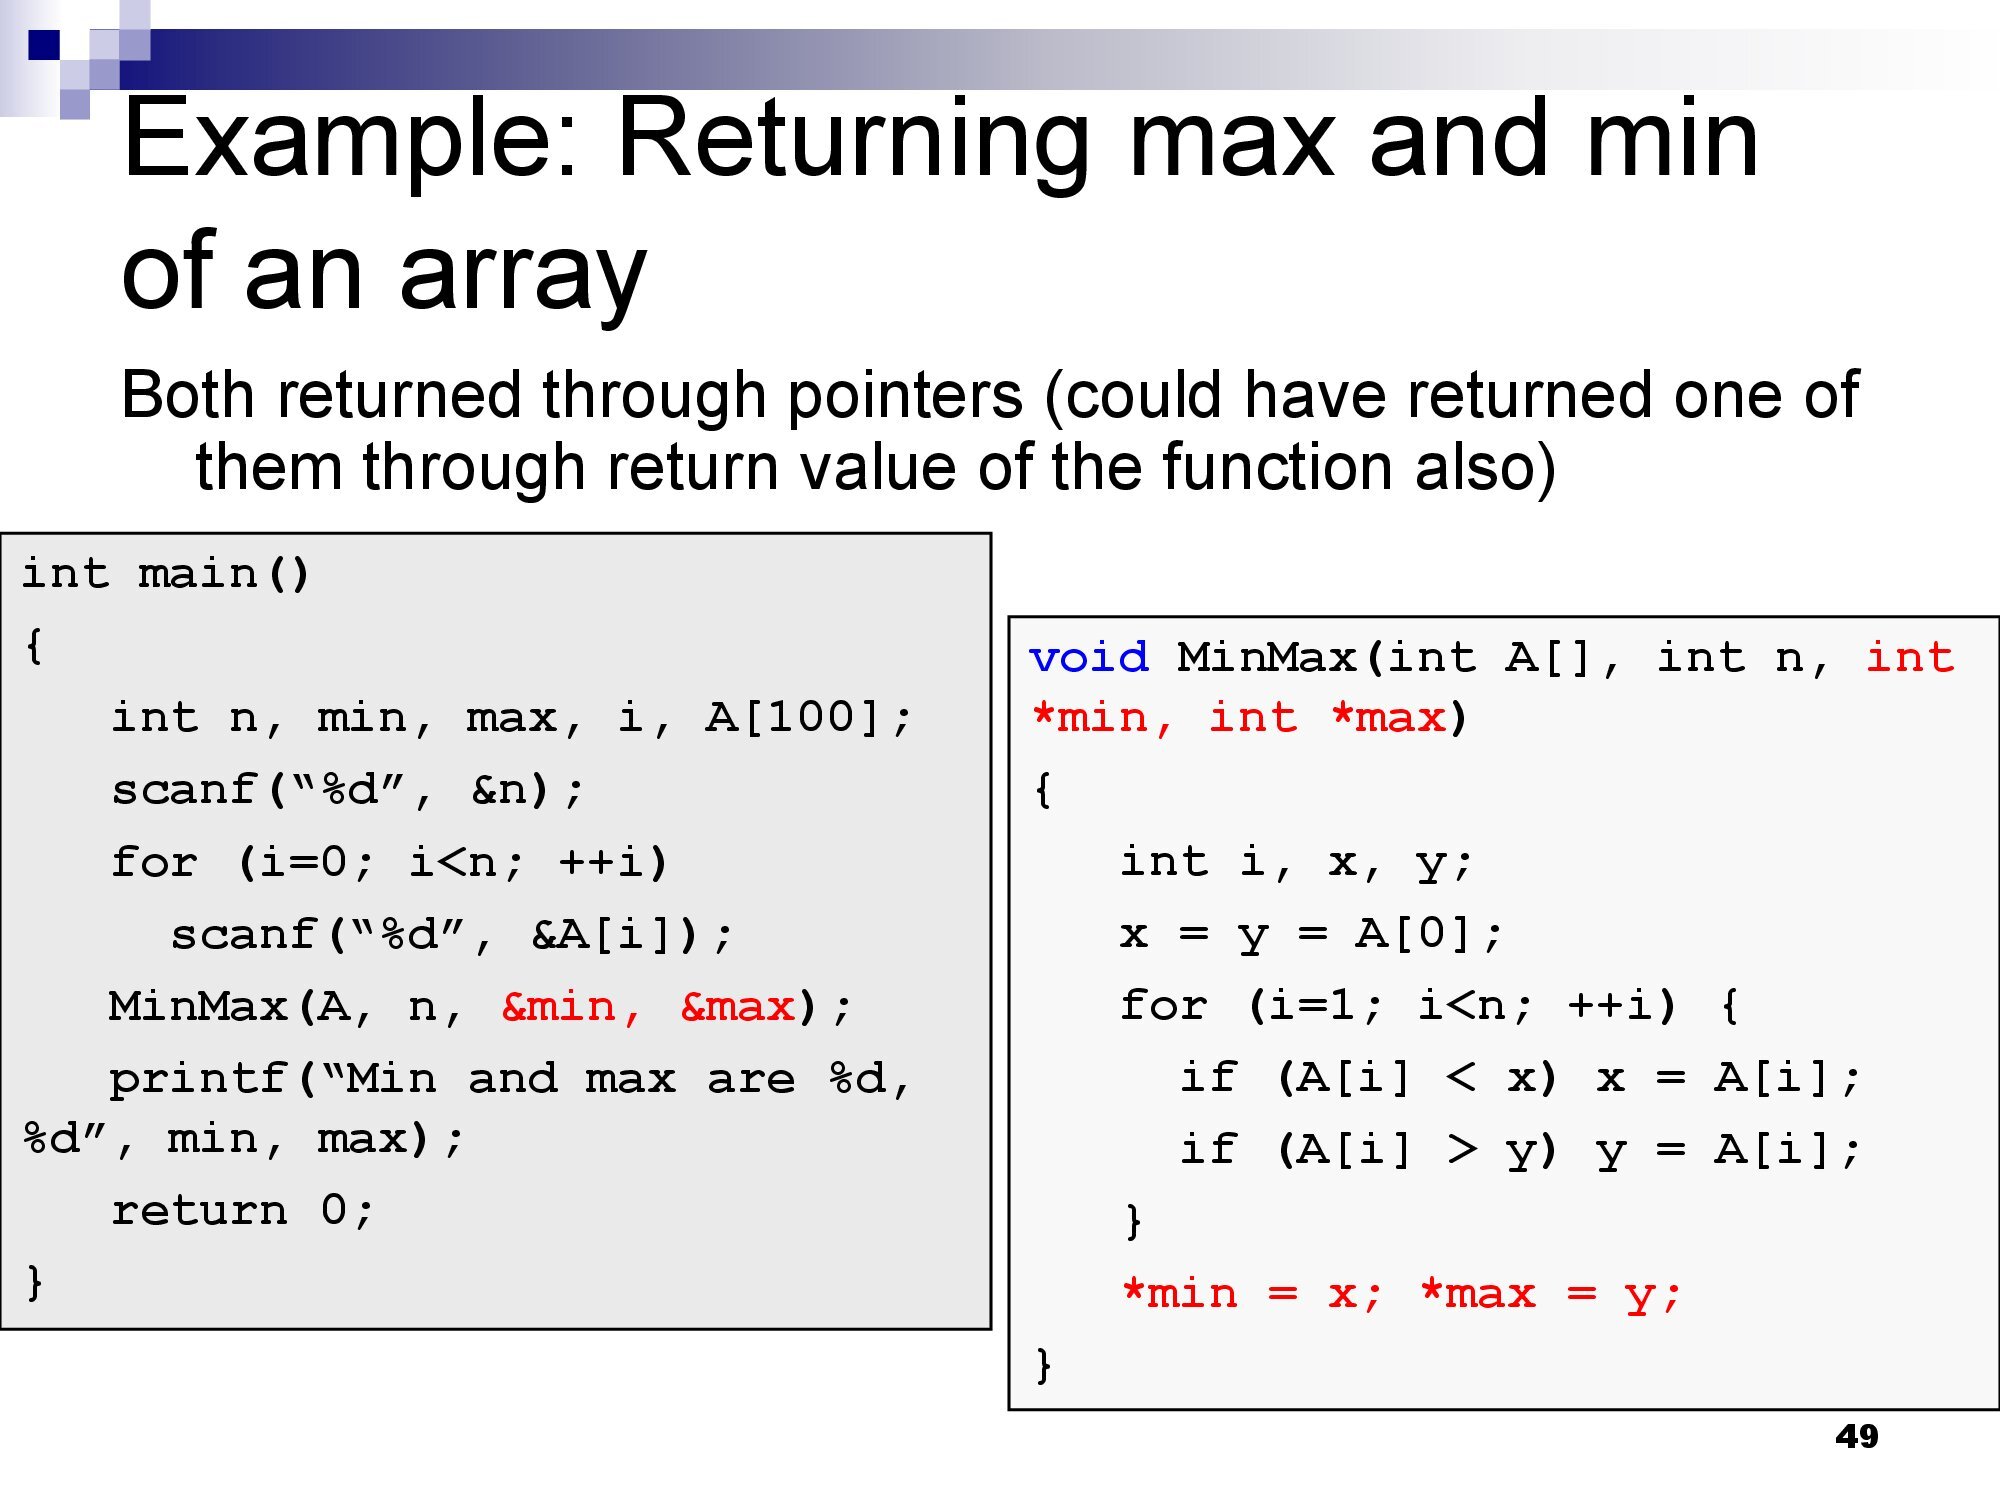 Example: Returning max and min
of an array
Both returned through pointers (could have returned one of
them through return value of the function also)
int main()
{
int n, min, max, i, A[100];
scanf(“%d”, &n);
for (i=0; i<n; ++i)
scanf(“%d”, &A[i]);
MinMax(A, n, &min, &max);
printf(“Min and max are %d,
%d”, min, max);
return 0;
}
void MinMax(int A[], int n, int
*min, int *max)
{
int i, x, y;
x = y = A[0];
for (i=1; i<n; ++i) {
if (A[i] < x) x = A[i];
if (A[i] > y) y = A[i];
}
*min = x; *max = y;
}
49